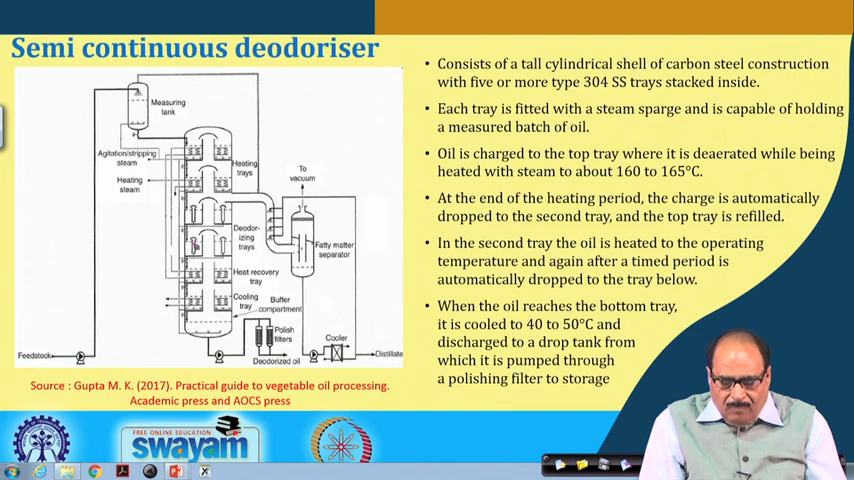 Semi continuous deodoriser
Measuring
tank
Agitation/stripping
steam
Heating
steam
Heating
trays
To
vacuum
Deodor-
izing
trays
Fatty matter
separator
Heat recovery
tray
Cooling
tray
Buffer
compartment
Polish
filters
Cooler
Feedstock
Deodorized oil
Distillate
Source : Gupta M. K. (2017). Practical guide to vegetable oil processing.
Academic press and AOCS press
• Consists of a tall cylindrical shell of carbon steel construction
with five or more type 304 SS trays stacked inside.
• Each tray is fitted with a steam sparge and is capable of holding
a measured batch of oil.
• Oil is charged to the top tray where it is deaerated while being
heated with steam to about 160 to 165°C.
• At the end of the heating period, the charge is automatically
dropped to the second tray, and the top tray is refilled.
• In the second tray the oil is heated to the operating
temperature and again after a timed period is
automatically dropped to the tray below.
• When the oil reaches the bottom tray,
it is cooled to 40 to 50°C and
discharged to a drop tank from
which it is pumped through
a polishing filter to storage
FREE ONLINE EDUCATION
swayam